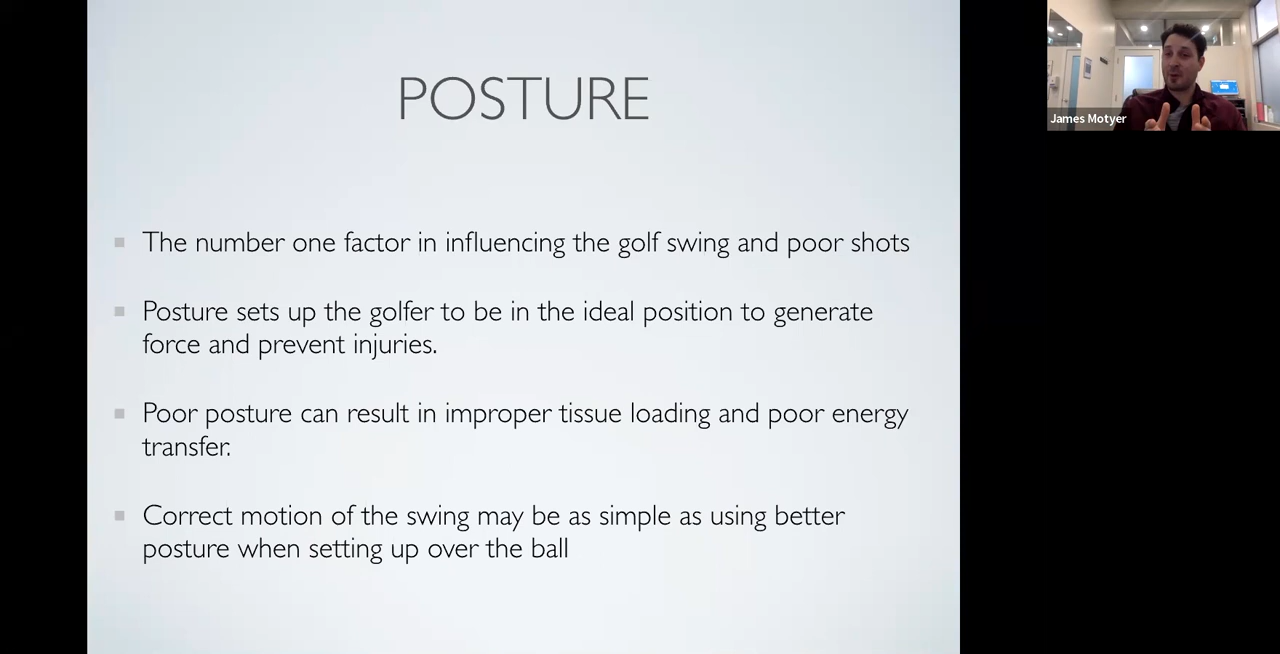 POSTURE
James Motyer
The number one factor in influencing the golf swing and poor shots
Posture sets up the golfer to be in the ideal position to generate
force and prevent injuries.
Poor posture can result in improper tissue loading and poor energy
transfer.
Correct motion of the swing may be as simple as using better
posture when setting up over the ball